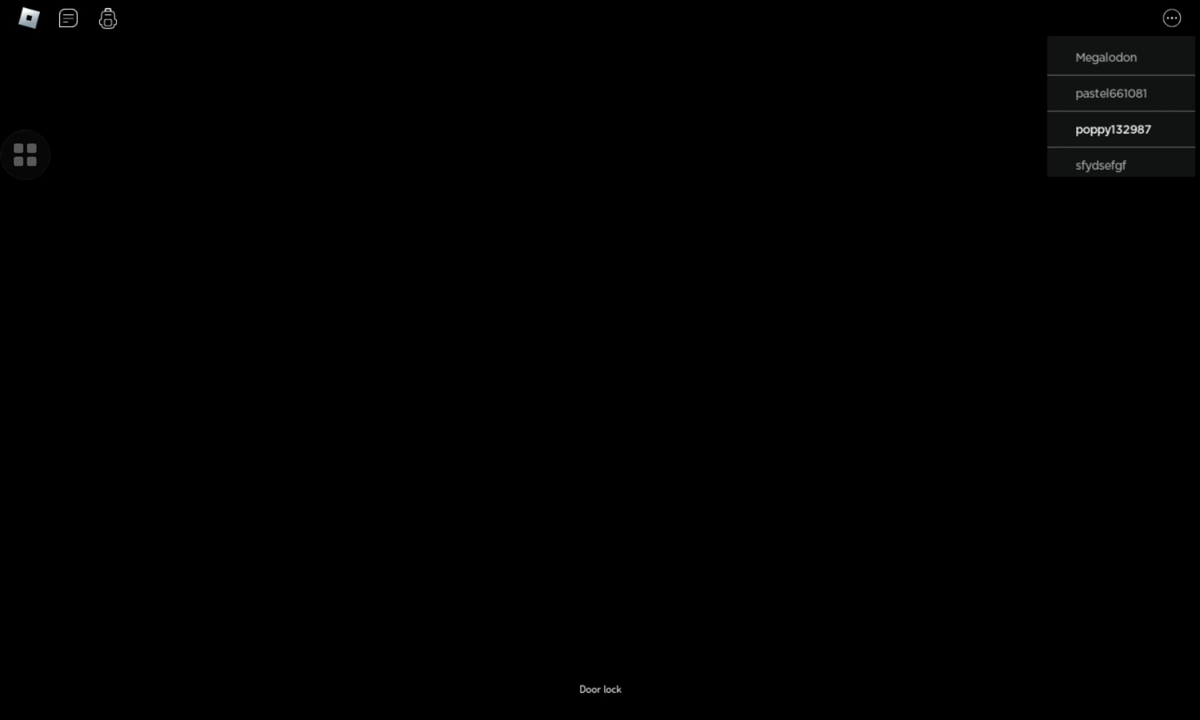 Megalodon
pastel661081
poppy132987
sfydsefgf
Door lock